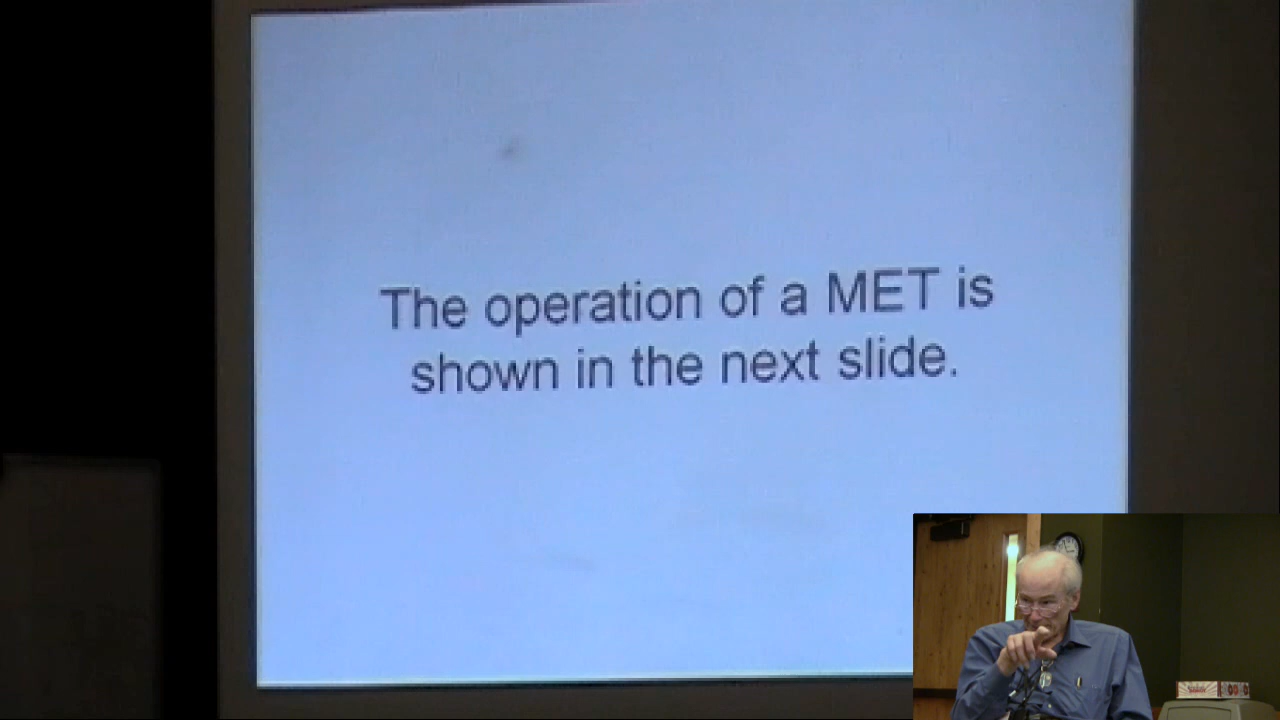 The operation of a MET is
shown in the next slide.